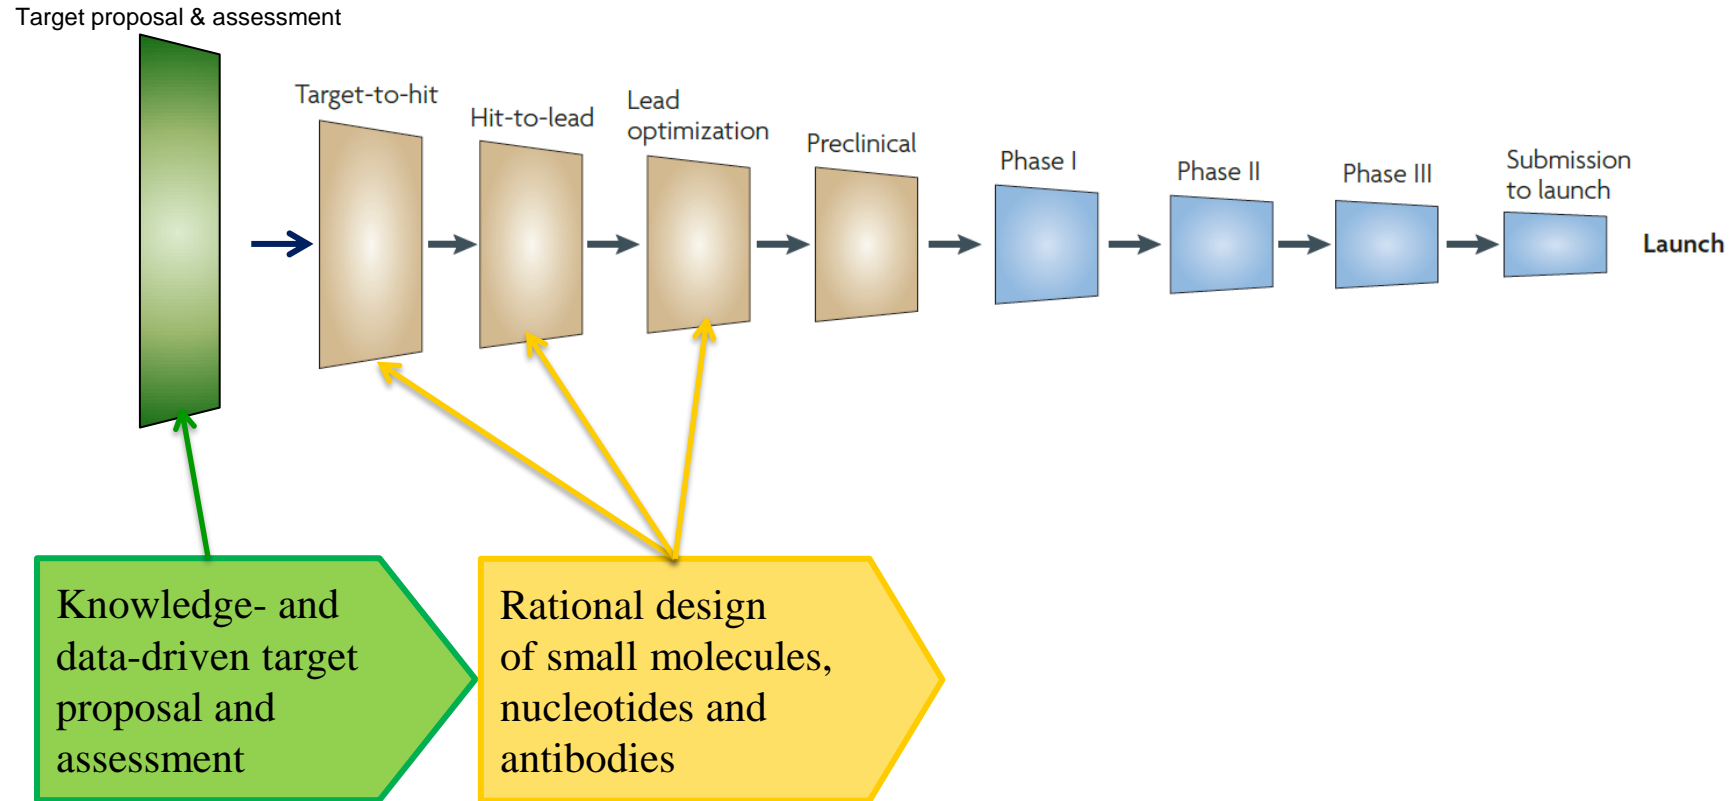 Target proposal & assessment
Target-to-hit
Hit-to-lead
Lead
optimization
Preclinical
Phase I
Phase II
Phase III
Submission
to launch
Launch
Knowledge- and
data-driven target
proposal and
assessment
Rational design
of small molecules,
nucleotides and
antibodies